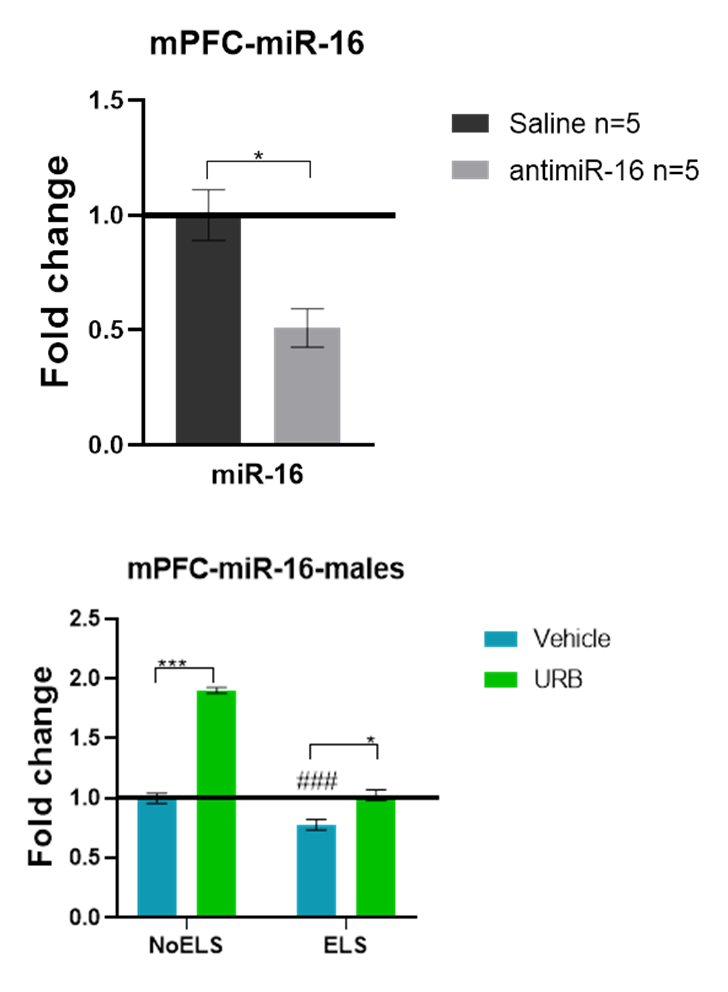 mPFC-miR-16
1.5
1.0
0.5
0.0
Fold change
*
miR-16
Saline n=5
antimiR-16 n=5
mPFC-miR-16-males
2.5
2.0
1.5
1.0
0.5
0.0
Fold change
***
*
###
NoELS
ELS
Vehicle
URB